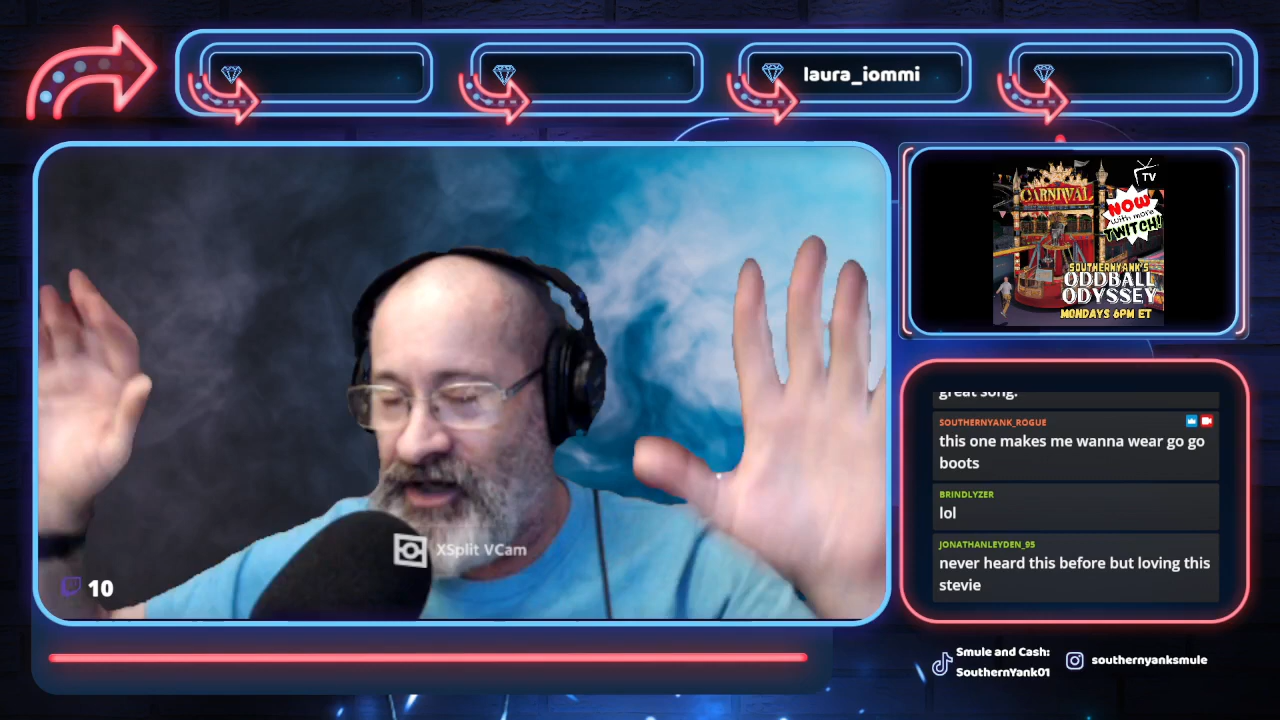 laura_iommi
TV
CARNIVAL
NOW
with more
TWITCH!
SOUTHERNYANK'S
ODDBALL
ODYSSEY
MONDAYS 6PM ET
great song.
SOUTHERNYANK_ROGUE
this one makes me wanna wear go go
boots
BRINDLYZER
lol
JONATHANLEYDEN_95
never heard this before but loving this
stevie
XSplit VCam
10
Smule and Cash:
SouthernYank01
southernyanksmule